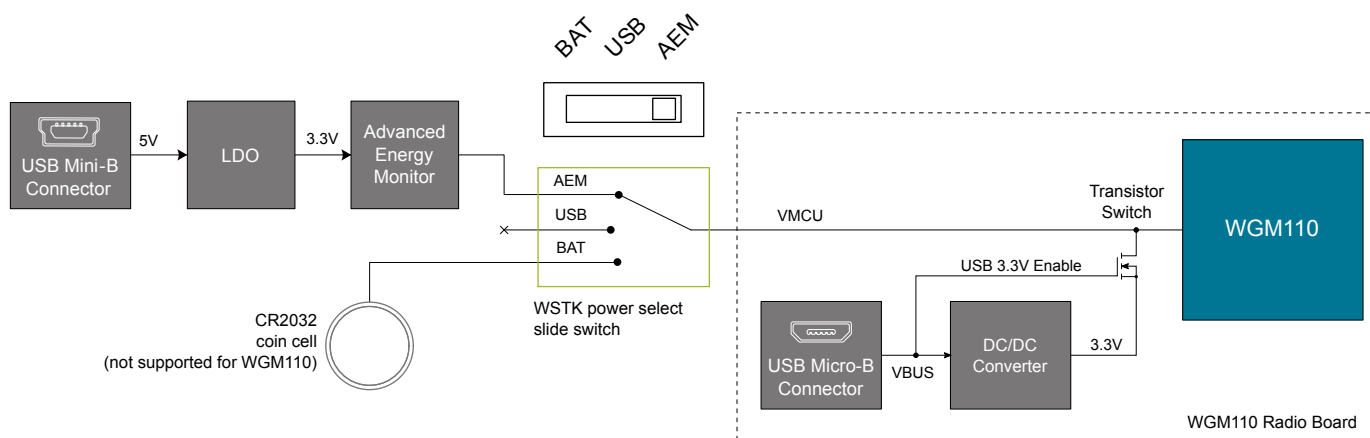 BAT
USB
AEM
USB Mini-B
Connector
5V
LDO
3.3V
Advanced
Energy
Monitor
AEM
USB
BAT
WSTK power select
slide switch
CR2032
coin cell
(not supported for WGM110)
VMCU
Transistor
Switch
WGM110
USB 3.3V Enable
USB Micro-B
Connector
VBUS
DC/DC
Converter
3.3V
WGM110 Radio Board